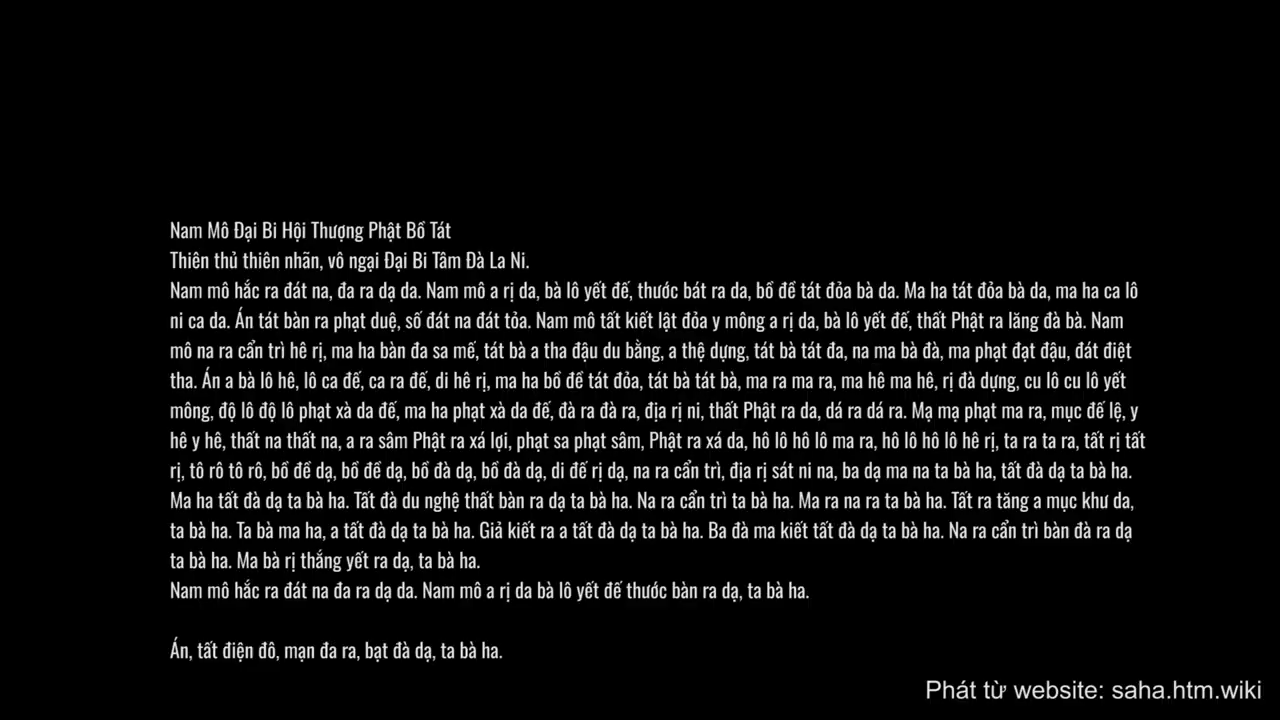 Nam Mô Đại Bi Hội Thượng Phật Bồ Tát
Thiên thủ thiên nhãn, vô ngại Đại Bi Tâm Đà La Ni.
Nam mô hắc ra đát na, đa ra dạ da. Nam mô a rị da, bà lô yết đế, thước bát ra da, bồ đề tát đỏa bà da. Ma ha tát đỏa bà da, ma ha ca lô
ni ca da. Án tát bàn ra phạt duệ, số đát na đát tỏa. Nam mô tất kiết lật đỏa y mông a rị da, bà lô yết đế, thất Phật ra lăng đà bà. Nam
mô na ra cẩn trì hê rị, ma ha bàn đa sa mế, tát bà a tha đậu du bằng, a thệ dựng, tát bà tát đa, na ma bà đà, ma phạt đạt đậu, đát điệt
tha. Án a bà lô hê, lô ca đế, ca ra đế, di hê rị, ma ha bồ đề tát đỏa, tát bà tát bà, ma ra ma ra, ma hê ma hê, rị đà dựng, cu lô cu lô yết
mông, độ lô độ lô phạt xà da đế, ma ha phạt xà da đế, đà ra đà ra, địa rị ni, thất Phật ra da, dá ra dá ra. Mạ mạ phạt ma ra, mục đế lệ, y
hê y hê, thất na thất na, a ra sâm Phật ra xá lợi, phạt sa phạt sâm, Phật ra xá da, hô lô hô lô ma ra, hô lô hô lô hê rị, ta ra ta ra, tất rị tất
rị, tô rô tô rô, bồ đề dạ, bồ đề dạ, bồ đà dạ, bồ đà dạ, di đế rị dạ, na ra cẩn trì, địa rị sát ni na, ba dạ ma na ta bà ha, tất đà dạ ta bà ha.
Ma ha tất đà dạ ta bà ha. Tất đà du nghệ thất bàn ra dạ ta bà ha. Na ra cẩn trì ta bà ha. Ma ra na ra ta bà ha. Tất ra tăng a mục khư da,
ta bà ha. Ta bà ma ha, a tất đà dạ ta bà ha. Giả kiết ra a tất đà dạ ta bà ha. Ba đà ma kiết tất đà dạ ta bà ha. Na ra cẩn trì bàn đà ra dạ
ta bà ha. Ma bà rị thắng yết ra dạ, ta bà ha.
Nam mô hắc ra đát na đa ra dạ da. Nam mô a rị da bà lô yết đế thước bàn ra dạ, ta bà ha.
Án, tất điện đô, mạn đa ra, bạt đà dạ, ta bà ha.
Phát từ website: saha.htm.wiki